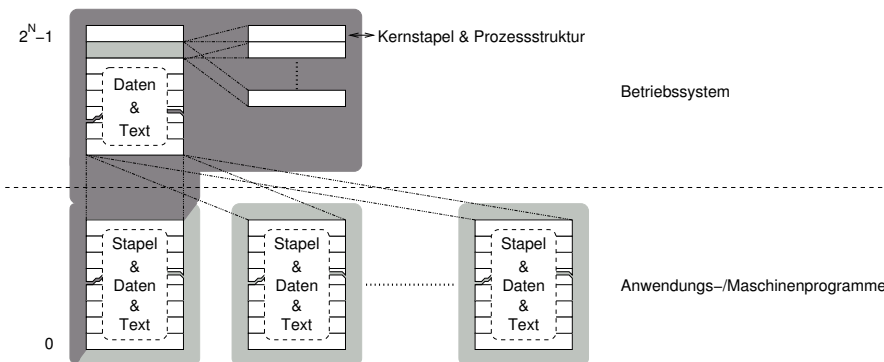 2^N−1
Kernstapel & Prozessstruktur
Daten
&
Text
Betriebssystem
Stapel
&
Daten
&
Text
Stapel
&
Daten
&
Text
Stapel
&
Daten
&
Text
Anwendungs−/Maschinenprogramme
0